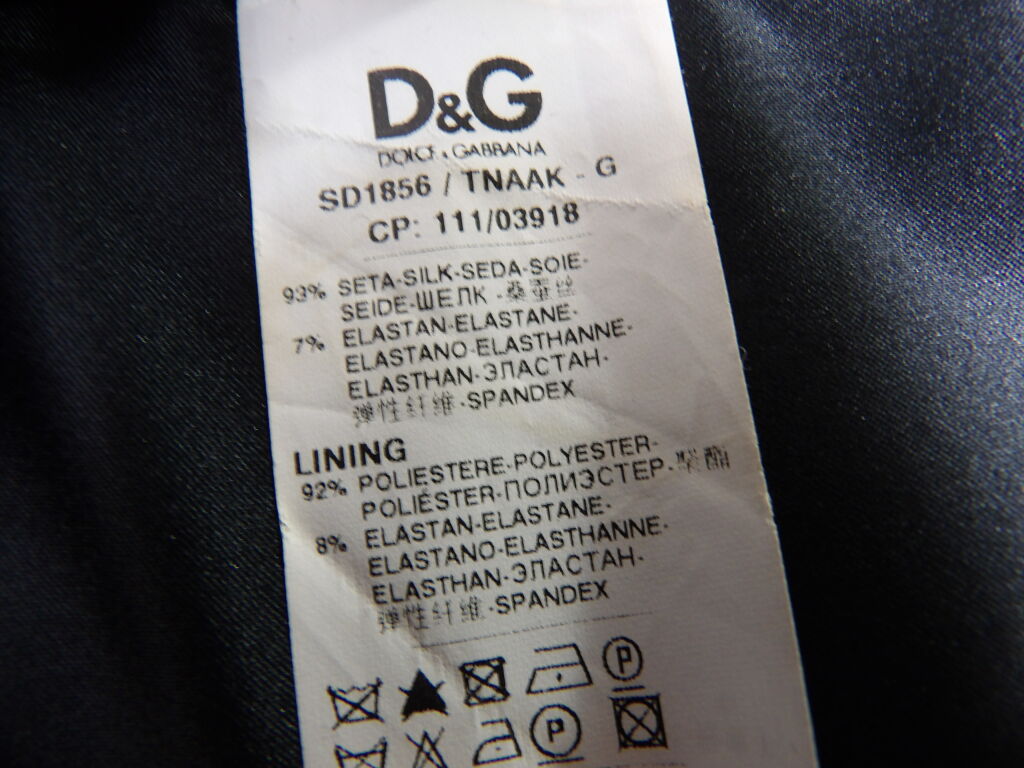 D&G
DOLCE & GABBANA
SD1856 / TNAAK - G
CP: 111/03918
93% SETA-SILK-SEDA-SOIE-
SEIDE-ШЕЛК -桑蚕丝
7% ELASTAN-ELASTANE-
ELASTANO-ELASTHANNE-
ELASTHAN-ЭЛАСТАН-
弹性纤维-SPANDEX
LINING
92% POLIESTERE-POLYESTER-
POLIÉSTER-ПОЛИЭСТЕР-聚酯
8% ELASTAN-ELASTANE-
ELASTANO-ELASTHANNE-
ELASTHAN-ЭЛАСТАН-
弹性纤维-SPANDEX
P
P